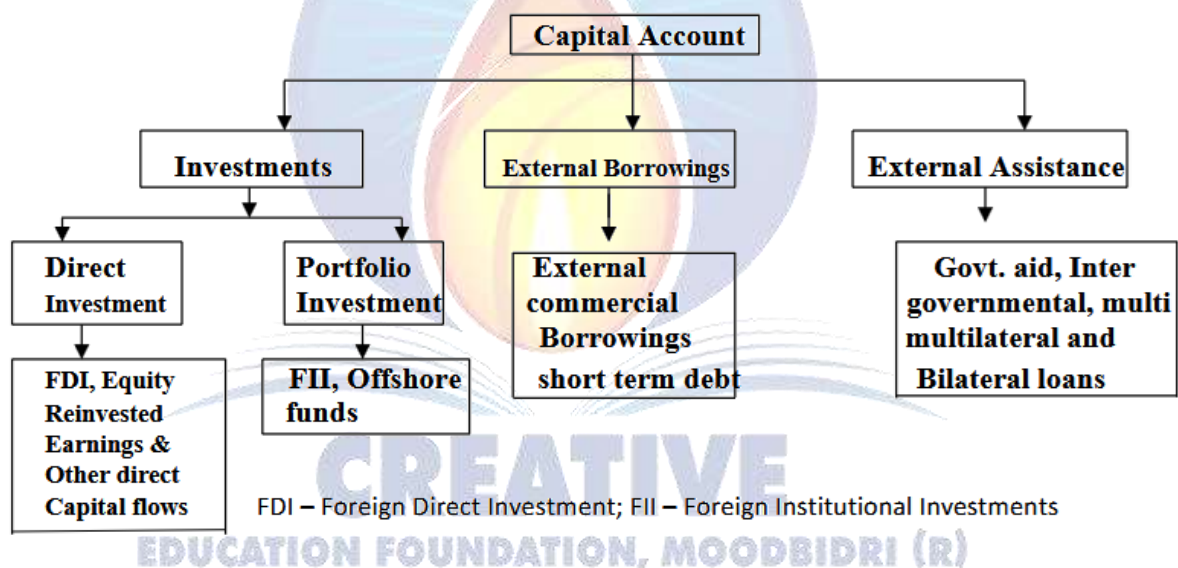 Capital Account
Investments
External Borrowings
External Assistance
Direct
Investment
Portfolio
Investment
External
commercial
Borrowings
short term debt
Govt. aid, Inter
governmental, multi
multilateral and
Bilateral loans
FDI, Equity
Reinvested
Earnings &
Other direct
Capital flows
FII, Offshore
funds
CREATIVE
FDI – Foreign Direct Investment; FII – Foreign Institutional Investments
EDUCATION FOUNDATION, MOODBIDRI (R)